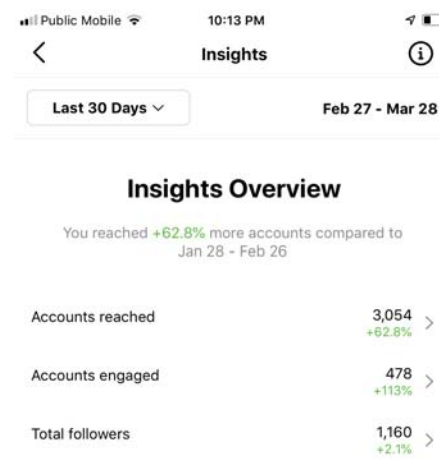 Public Mobile 10:13 PM
Insights
Last 30 Days Feb 27 - Mar 28
Insights Overview
You reached +62.8% more accounts compared to
Jan 28 - Feb 26
Accounts reached 3,054
+62.8%
Accounts engaged 478
+113%
Total followers 1,160
+2.1%